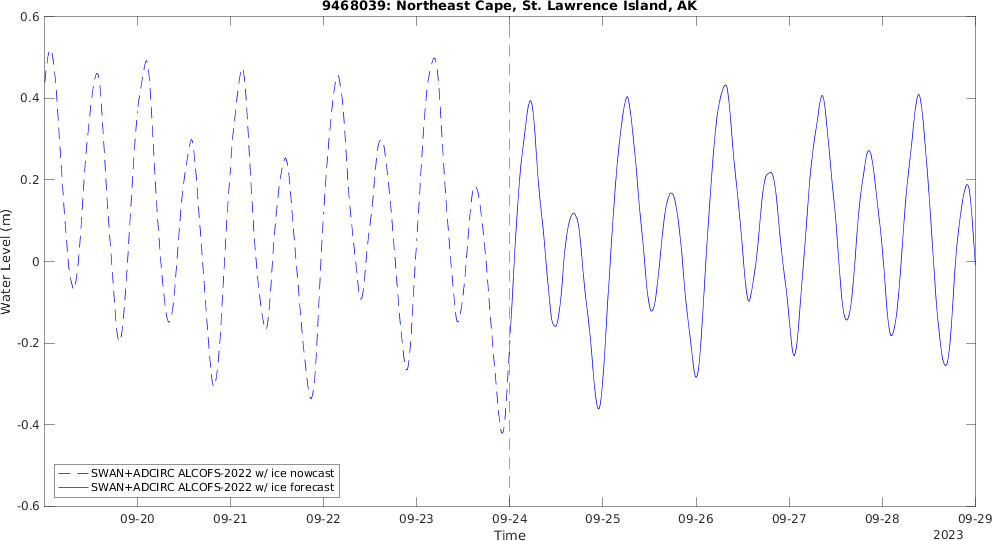 9468039: Northeast Cape, St. Lawrence Island, AK
0.6
0.4
0.2
0
-0.2
-0.4
-0.6
Water Level (m)
SWAN+ADCIRC ALCOFS-2022 w/ ice nowcast
SWAN+ADCIRC ALCOFS-2022 w/ ice forecast
09-20 09-21 09-22 09-23 09-24 09-25 09-26 09-27 09-28 09-29
Time
2023